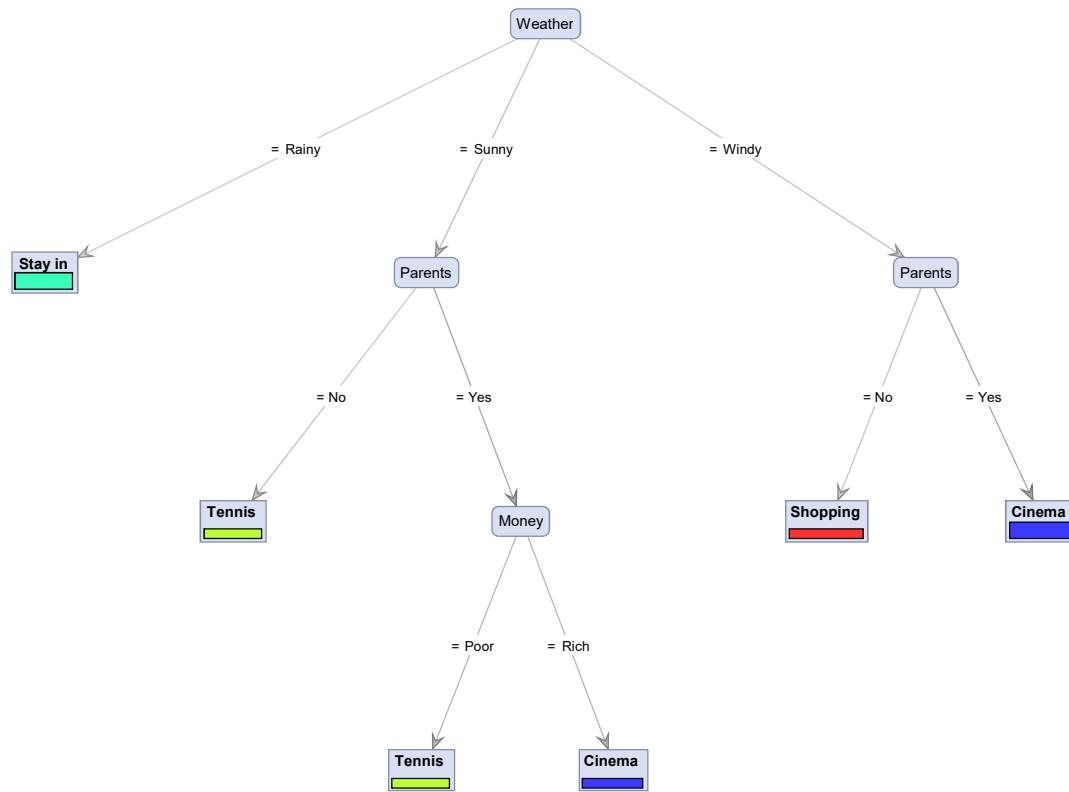 Weather
= Rainy
= Sunny
= Windy
Stay in
Parents
Parents
= No
= Yes
= No
= Yes
Tennis
Money
Shopping
Cinema
= Poor
= Rich
Tennis
Cinema